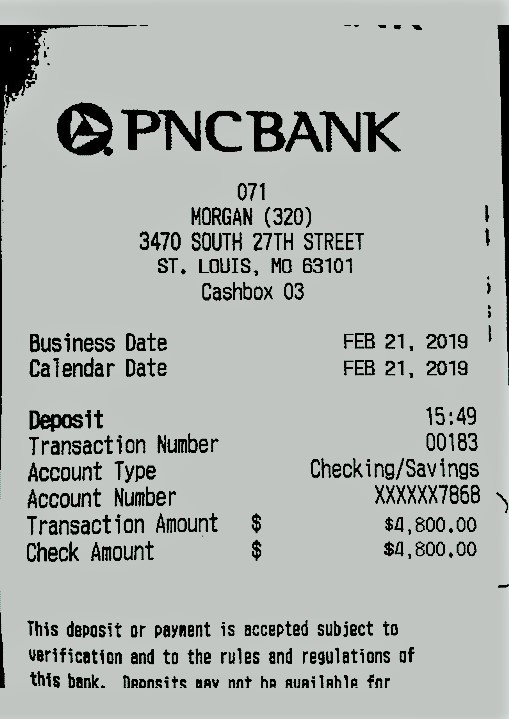 PNCBANK
071
MORGAN (320)
3470 SOUTH 27TH STREET
ST. LOUIS, MO 63101
Cashbox 03
Business Date FEB 21, 2019
Calendar Date FEB 21, 2019
Deposit 15:49
Transaction Number 00183
Account Type Checking/Savings
Account Number XXXXXX7868
Transaction Amount $ $4,800.00
Check Amount $ $4,800.00
This deposit or payment is accepted subject to
verification and to the rules and regulations of
this bank. Deposits may not be available for